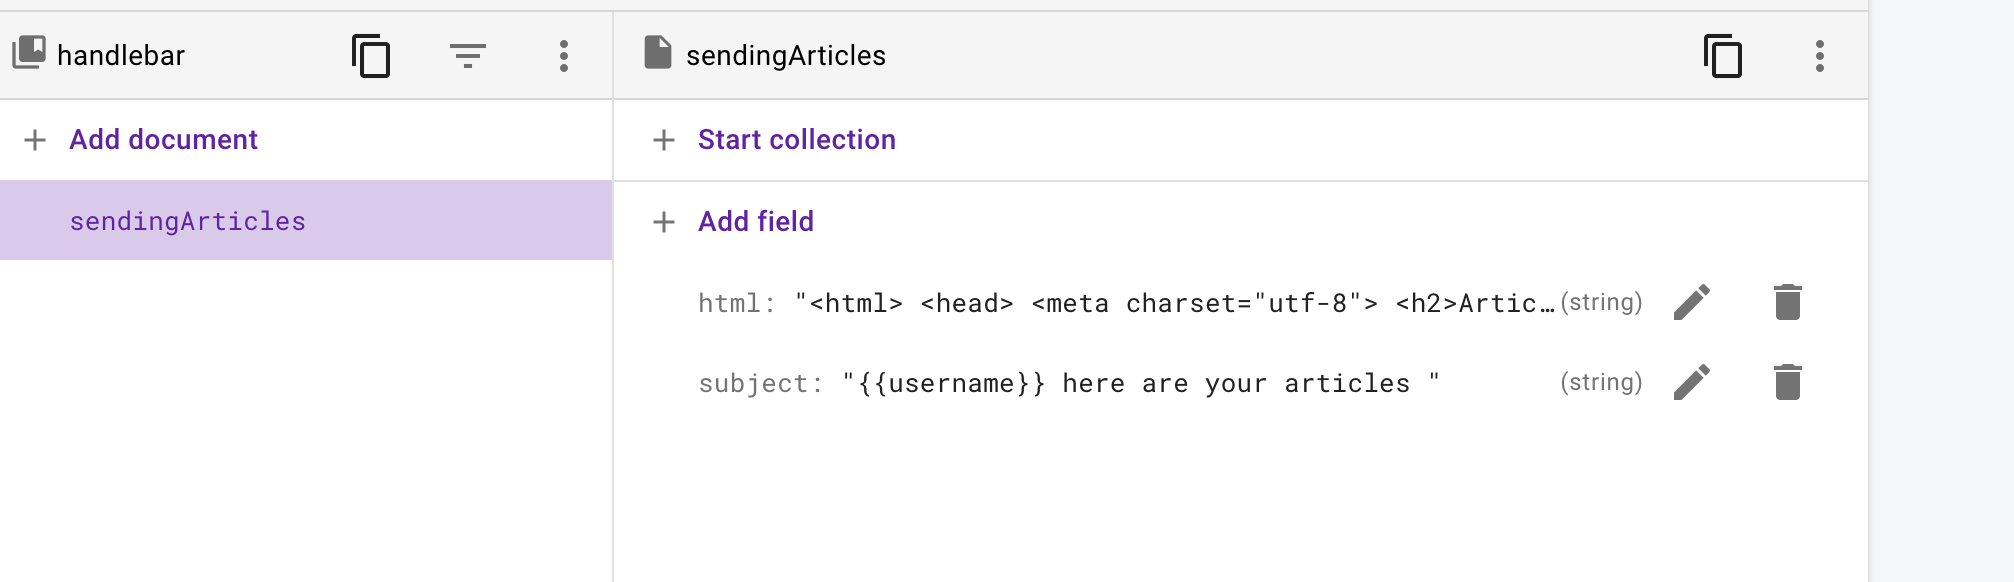 handlebar
sendingArticles
Add document
Start collection
sendingArticles
Add field
html: "<html> <head> <meta charset="utf-8"> <h2>Artic… (string)
subject: "{{username}} here are your articles " (string)